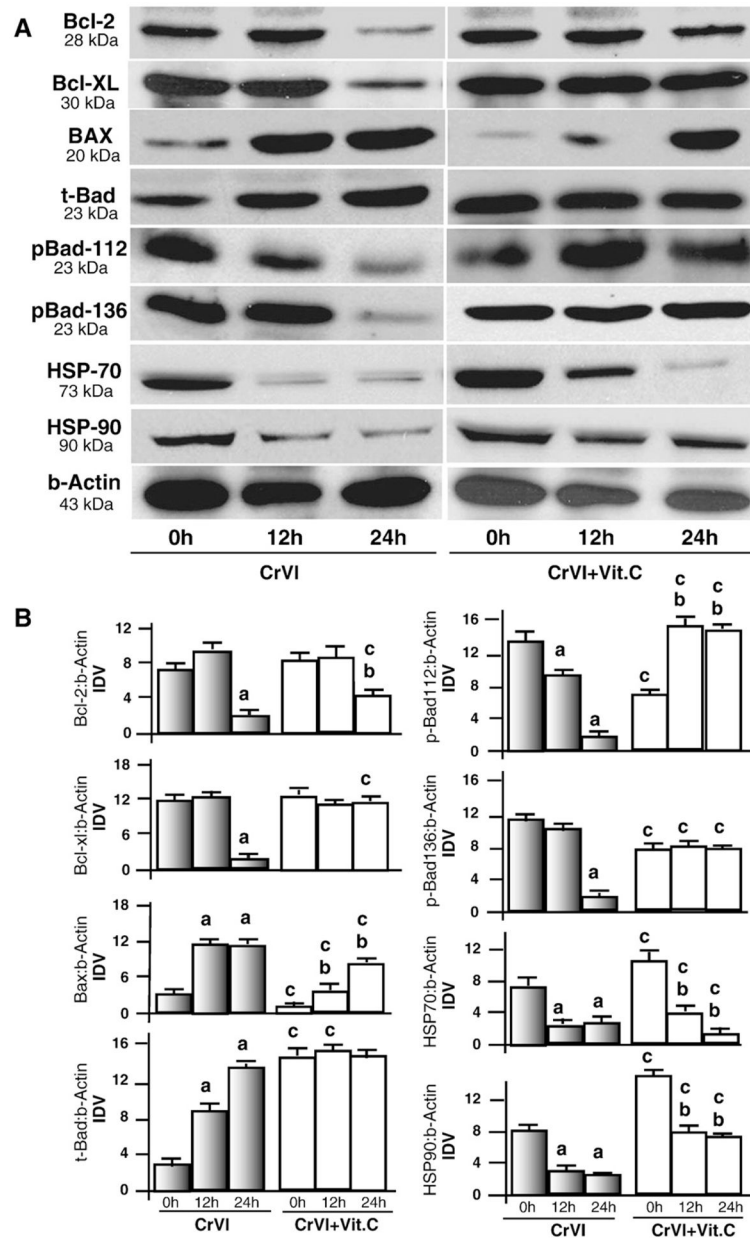 A
Bcl-2
28 kDa
Bcl-XL
30 kDa
BAX
20 kDa
t-Bad
23 kDa
pBad-112
23 kDa
pBad-136
23 kDa
HSP-70
73 kDa
HSP-90
90 kDa
b-Actin
43 kDa
0h 12h 24h 0h 12h 24h
CrVI CrVI+Vit.C
B
Bcl-2:b-Actin
IDV
12
8
4
0
a
c
b
Bcl-xl:b-Actin
IDV
18
12
6
0
a
c
Bax:b-Actin
IDV
18
12
6
0
a a
c
c
b
c
b
t-Bad:b-Actin
IDV
16
12
8
4
0
a
a
c c
0h 12h 24h 0h 12h 24h
CrVI CrVI+Vit.C
p-Bad112:b-Actin
IDV
16
12
8
4
0
a
a
c
c
b
c
b
p-Bad136:b-Actin
IDV
16
12
8
4
0
a
c c c
HSP70:b-Actin
IDV
12
8
4
0
a a
c
c
b
c
b
HSP90:b-Actin
IDV
12
8
4
0
a a
c
c
b
c
b
0h 12h 24h 0h 12h 24h
CrVI CrVI+Vit.C